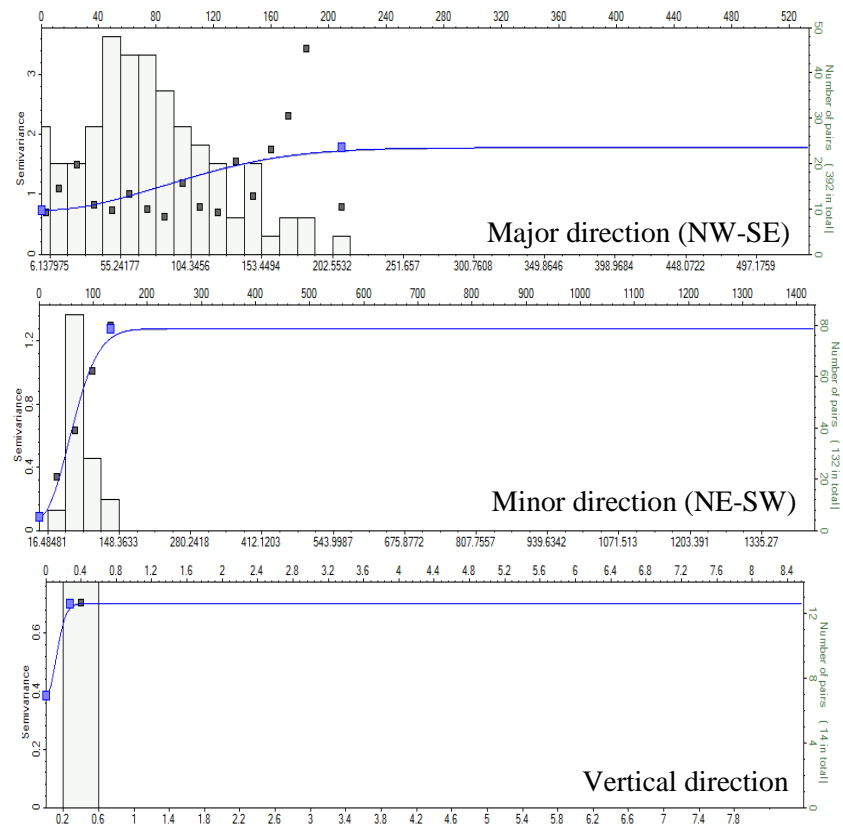 0 40 80 120 160 200 240 280 320 360 400 440 480 520
Semivariance
0 1 2 3
0 10 20 30 40 50
Number of pairs ( 392 in total)
Major direction (NW-SE)
6.137975 55.24177 104.3456 153.4494 202.5532 251.657 300.7608 349.8646 398.9684 448.0722 497.1759
0 100 200 300 400 500 600 700 800 900 1000 1100 1200 1300 1400
Semivariance
0 0.4 0.8 1.2
0 20 40 60 80
Number of pairs ( 132 in total)
Minor direction (NE-SW)
16.48481 148.3633 280.2418 412.1203 543.9987 675.8772 807.7557 939.6342 1071.513 1203.391 1335.27
0 0.4 0.8 1.2 1.6 2 2.4 2.8 3.2 3.6 4 4.4 4.8 5.2 5.6 6 6.4 6.8 7.2 7.6 8 8.4
Semivariance
0 0.2 0.4 0.6
0 4 8 12
Number of pairs ( 14 in total)
Vertical direction
0.2 0.6 1 1.4 1.8 2.2 2.6 3 3.4 3.8 4.2 4.6 5 5.4 5.8 6.2 6.6 7 7.4 7.8